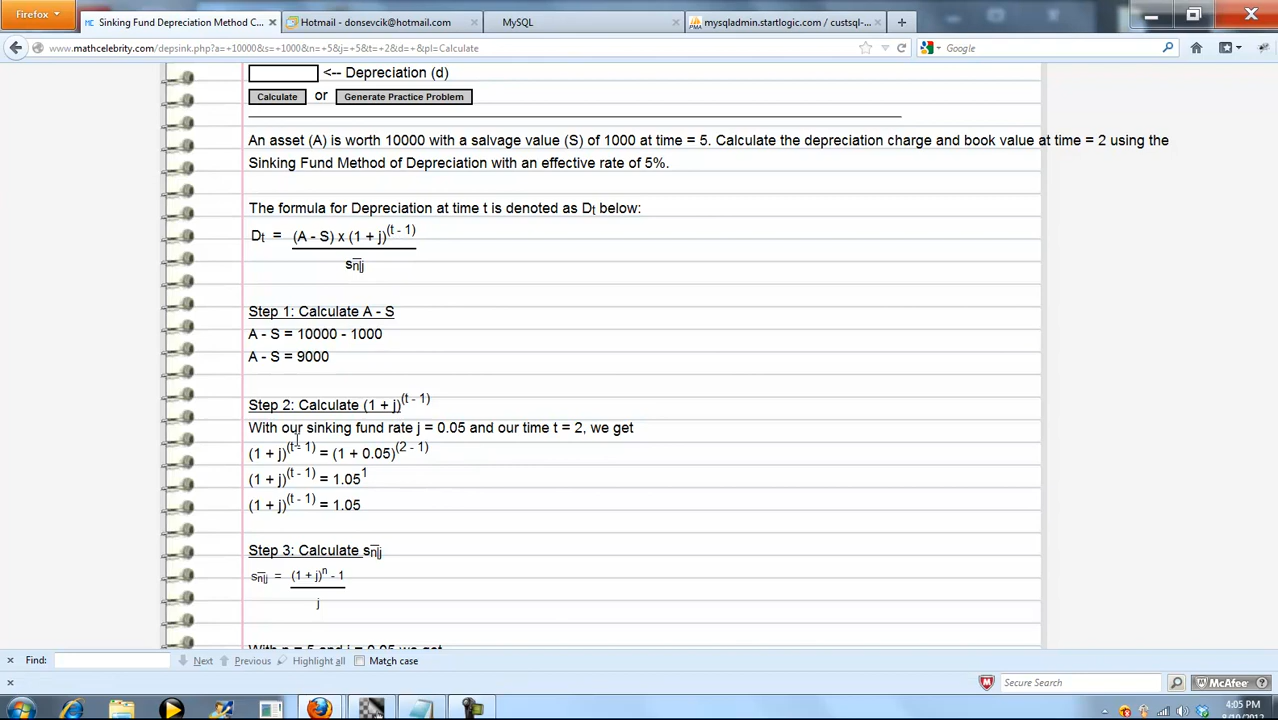 Firefox
Sinking Fund Depreciation Method C...
Hotmail - donsevcik@hotmail.com
MySQL
mysqladmin.startlogic.com / custsql-...
www.mathcelebrity.com/depsink.php?a=+10000&s=+1000&n=+5&j=+5&t=+2&d=+&pl=Calculate
Google
<-- Depreciation (d)
Calculate or Generate Practice Problem
An asset (A) is worth 10000 with a salvage value (S) of 1000 at time = 5. Calculate the depreciation charge and book value at time = 2 using the
Sinking Fund Method of Depreciation with an effective rate of 5%.
The formula for Depreciation at time t is denoted as Dt below:
Dt = (A - S) x (1 + j)(t - 1)
sn|j
Step 1: Calculate A - S
A - S = 10000 - 1000
A - S = 9000
Step 2: Calculate (1 + j)(t - 1)
With our sinking fund rate j = 0.05 and our time t = 2, we get
(1 + j)(t - 1) = (1 + 0.05)(2 - 1)
(1 + j)(t - 1) = 1.051
(1 + j)(t - 1) = 1.05
Step 3: Calculate sn|j
sn|j = (1 + j)n - 1
j
With n = 5 and j = 0.05 we get
Find:
Next
Previous
Highlight all
Match case
Secure Search
McAfee
4:05 PM